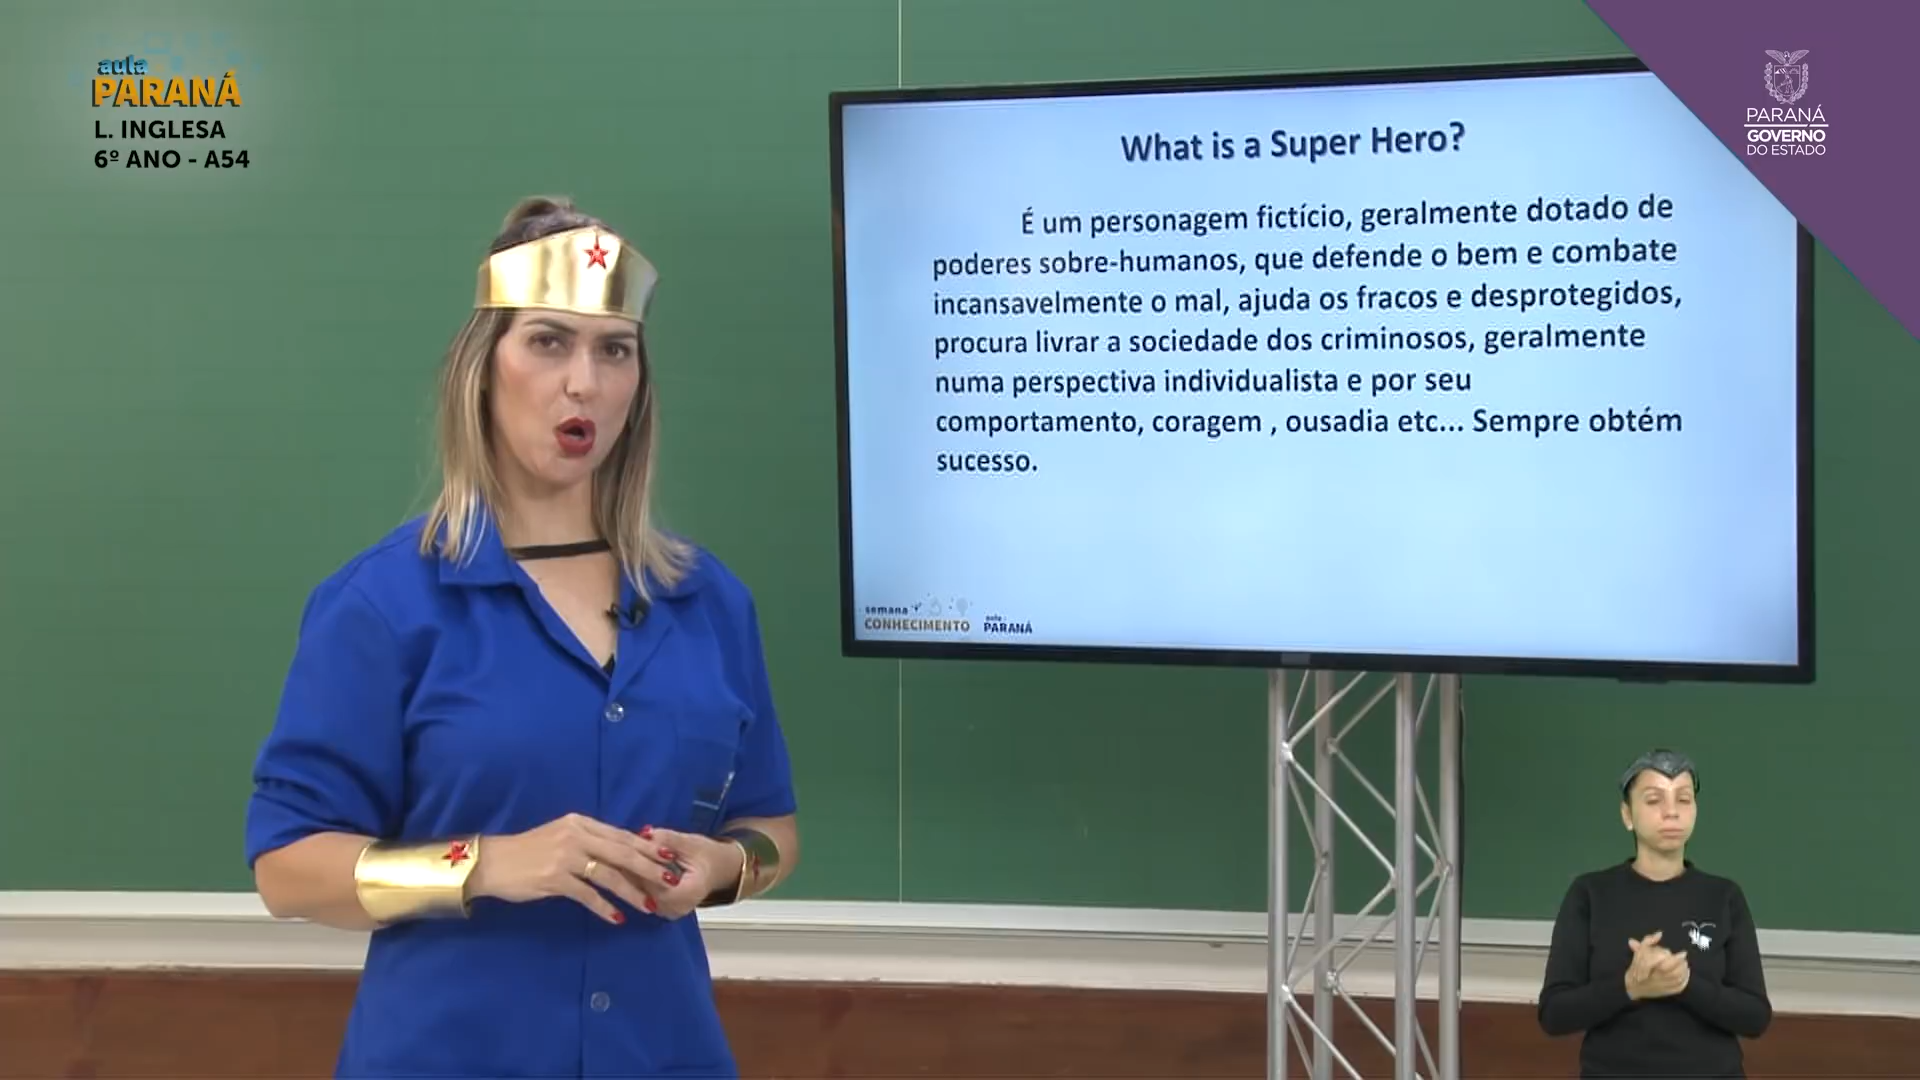 aula
PARANÁ
L. INGLESA
6º ANO - A54
PARANÁ
GOVERNO
DO ESTADO
What is a Super Hero?
É um personagem fictício, geralmente dotado de
poderes sobre-humanos, que defende o bem e combate
incansavelmente o mal, ajuda os fracos e desprotegidos,
procura livrar a sociedade dos criminosos, geralmente
numa perspectiva individualista e por seu
comportamento, coragem , ousadia etc... Sempre obtém
sucesso.
semana
CONHECIMENTO
aula
PARANÁ